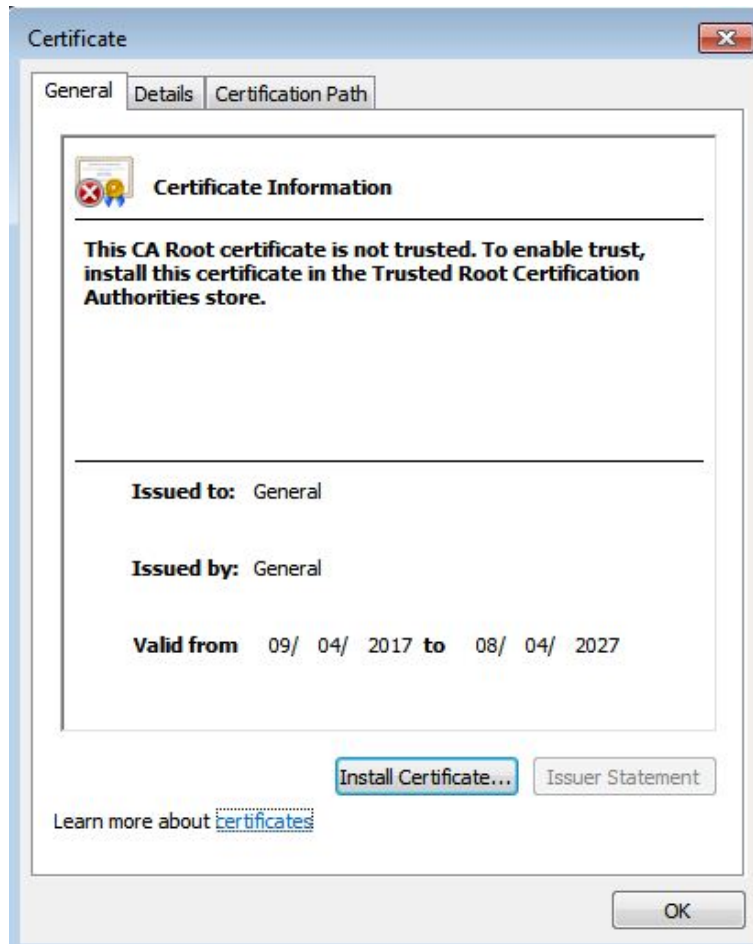 Certificate
General Details Certification Path
Certificate Information
This CA Root certificate is not trusted. To enable trust,
install this certificate in the Trusted Root Certification
Authorities store.
Issued to: General
Issued by: General
Valid from 09/ 04/ 2017 to 08/ 04/ 2027
Install Certificate... Issuer Statement
Learn more about certificates
OK